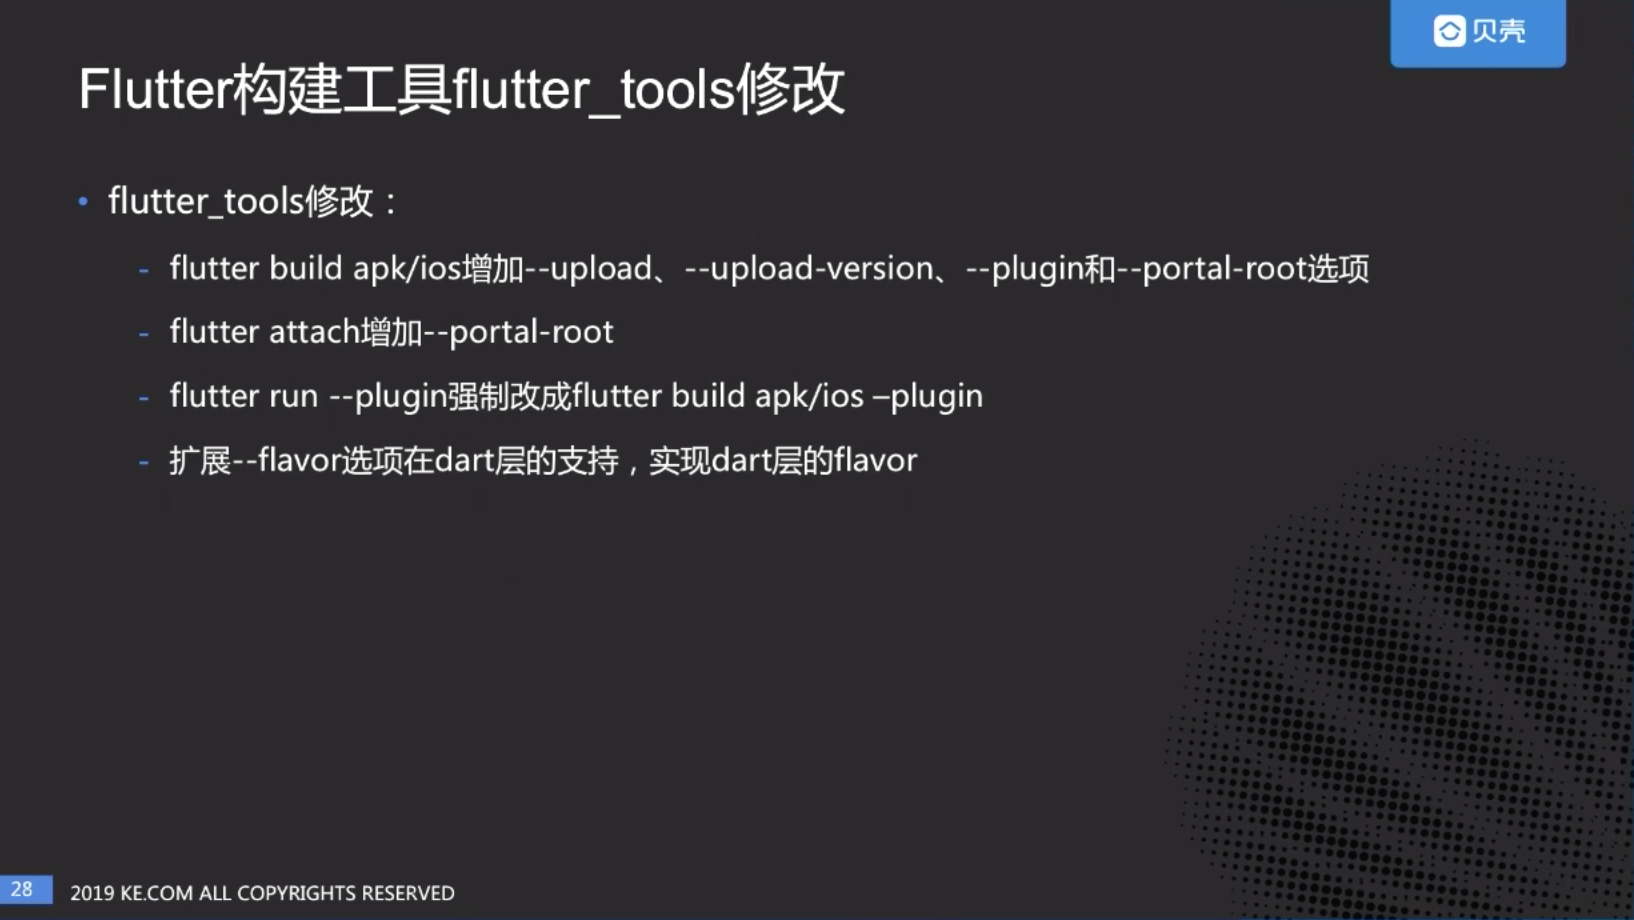 贝壳
Flutter构建工具flutter_tools修改
• flutter_tools修改：
- flutter build apk/ios增加--upload、--upload-version、--plugin和--portal-root选项
- flutter attach增加--portal-root
- flutter run --plugin强制改成flutter build apk/ios –plugin
- 扩展--flavor选项在dart层的支持，实现dart层的flavor
28
2019 KE.COM ALL COPYRIGHTS RESERVED